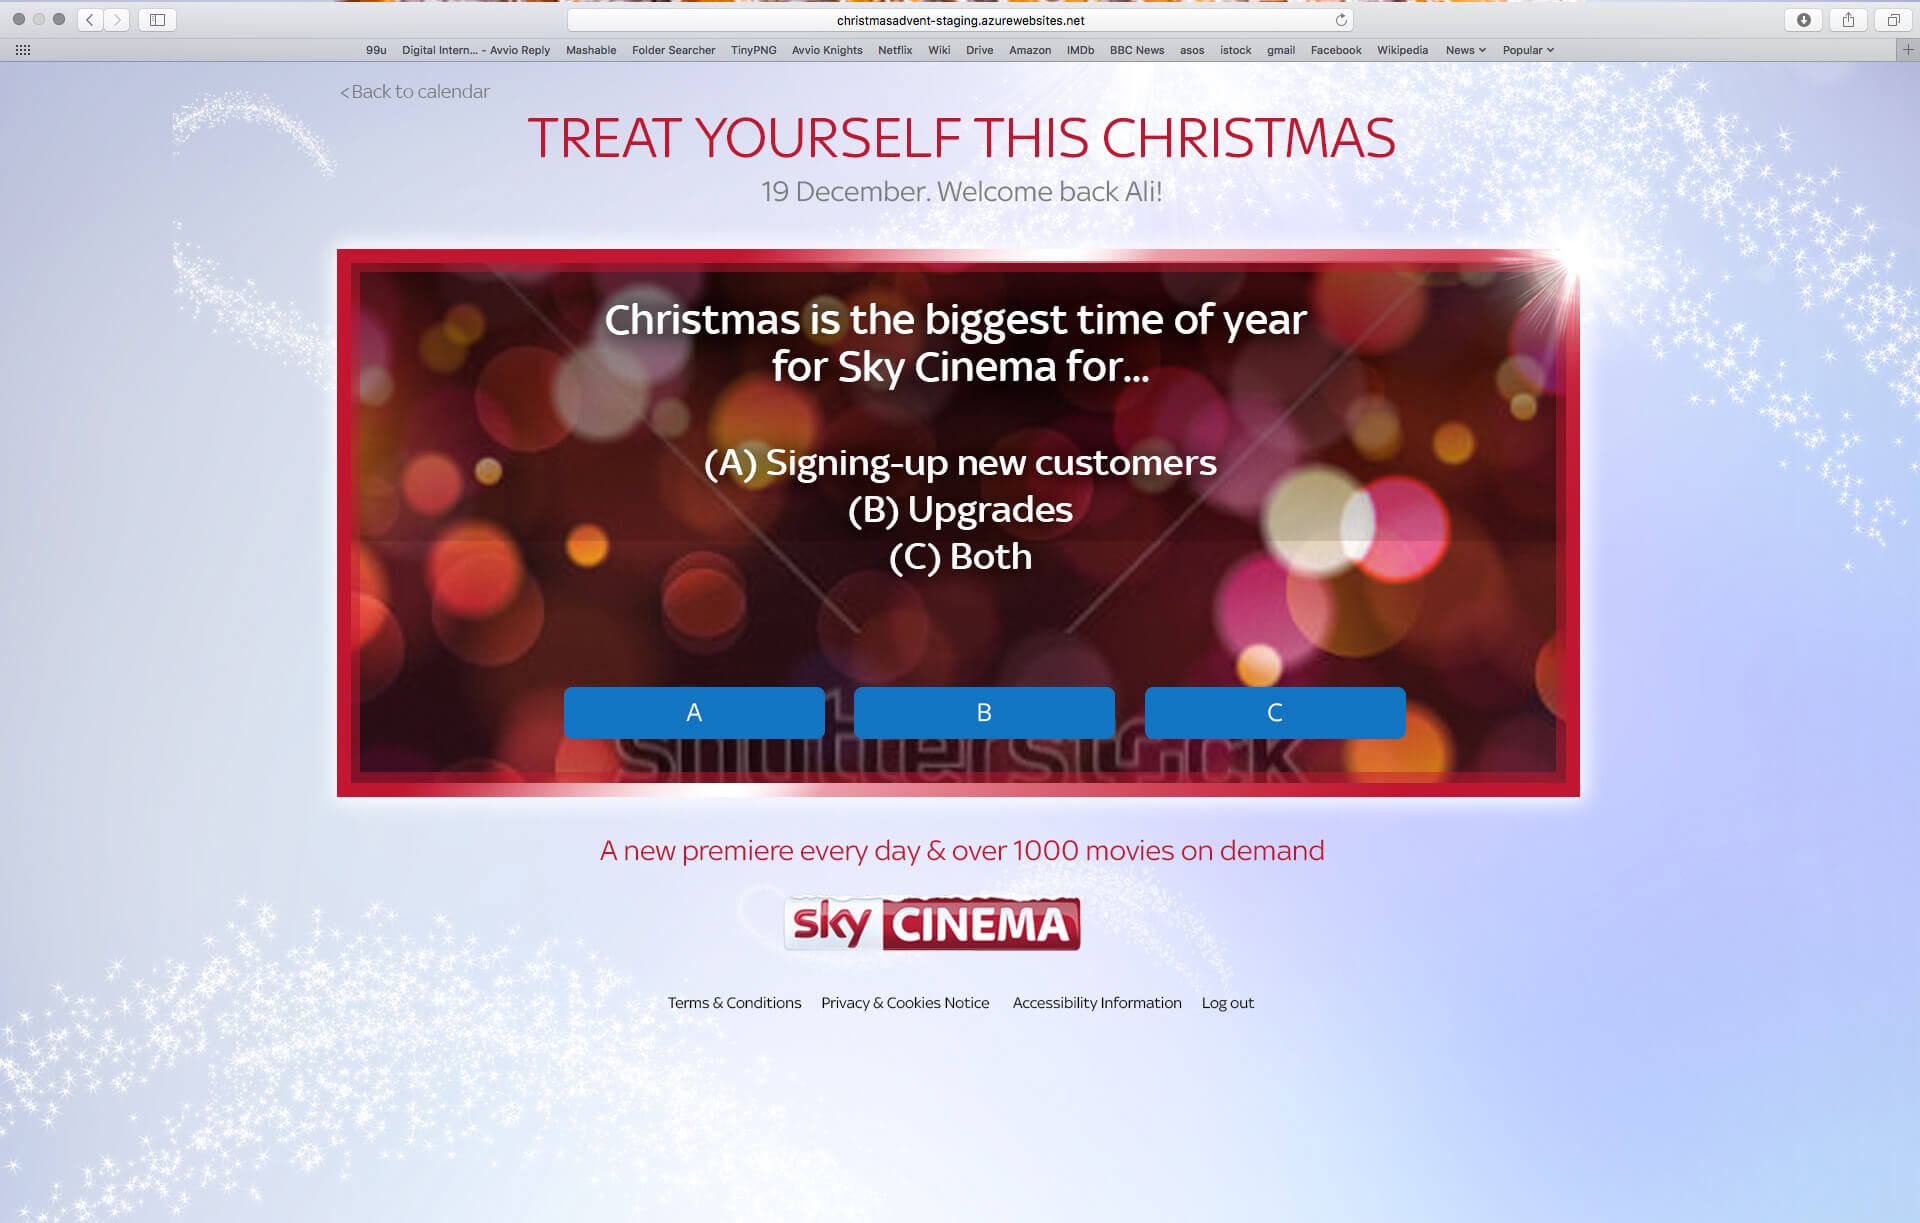 christmasadvent-staging.azurewebsites.net
99u Digital Intern... - Avvio Reply Mashable Folder Searcher TinyPNG Avvio Knights Netflix Wiki Drive Amazon IMDb BBC News asos istock gmail Facebook Wikipedia News Popular
<Back to calendar
TREAT YOURSELF THIS CHRISTMAS
19 December. Welcome back Ali!
Christmas is the biggest time of year
for Sky Cinema for...
(A) Signing-up new customers
(B) Upgrades
(C) Both
A B C
shutterstock
A new premiere every day & over 1000 movies on demand
sky CINEMA
Terms & Conditions Privacy & Cookies Notice Accessibility Information Log out